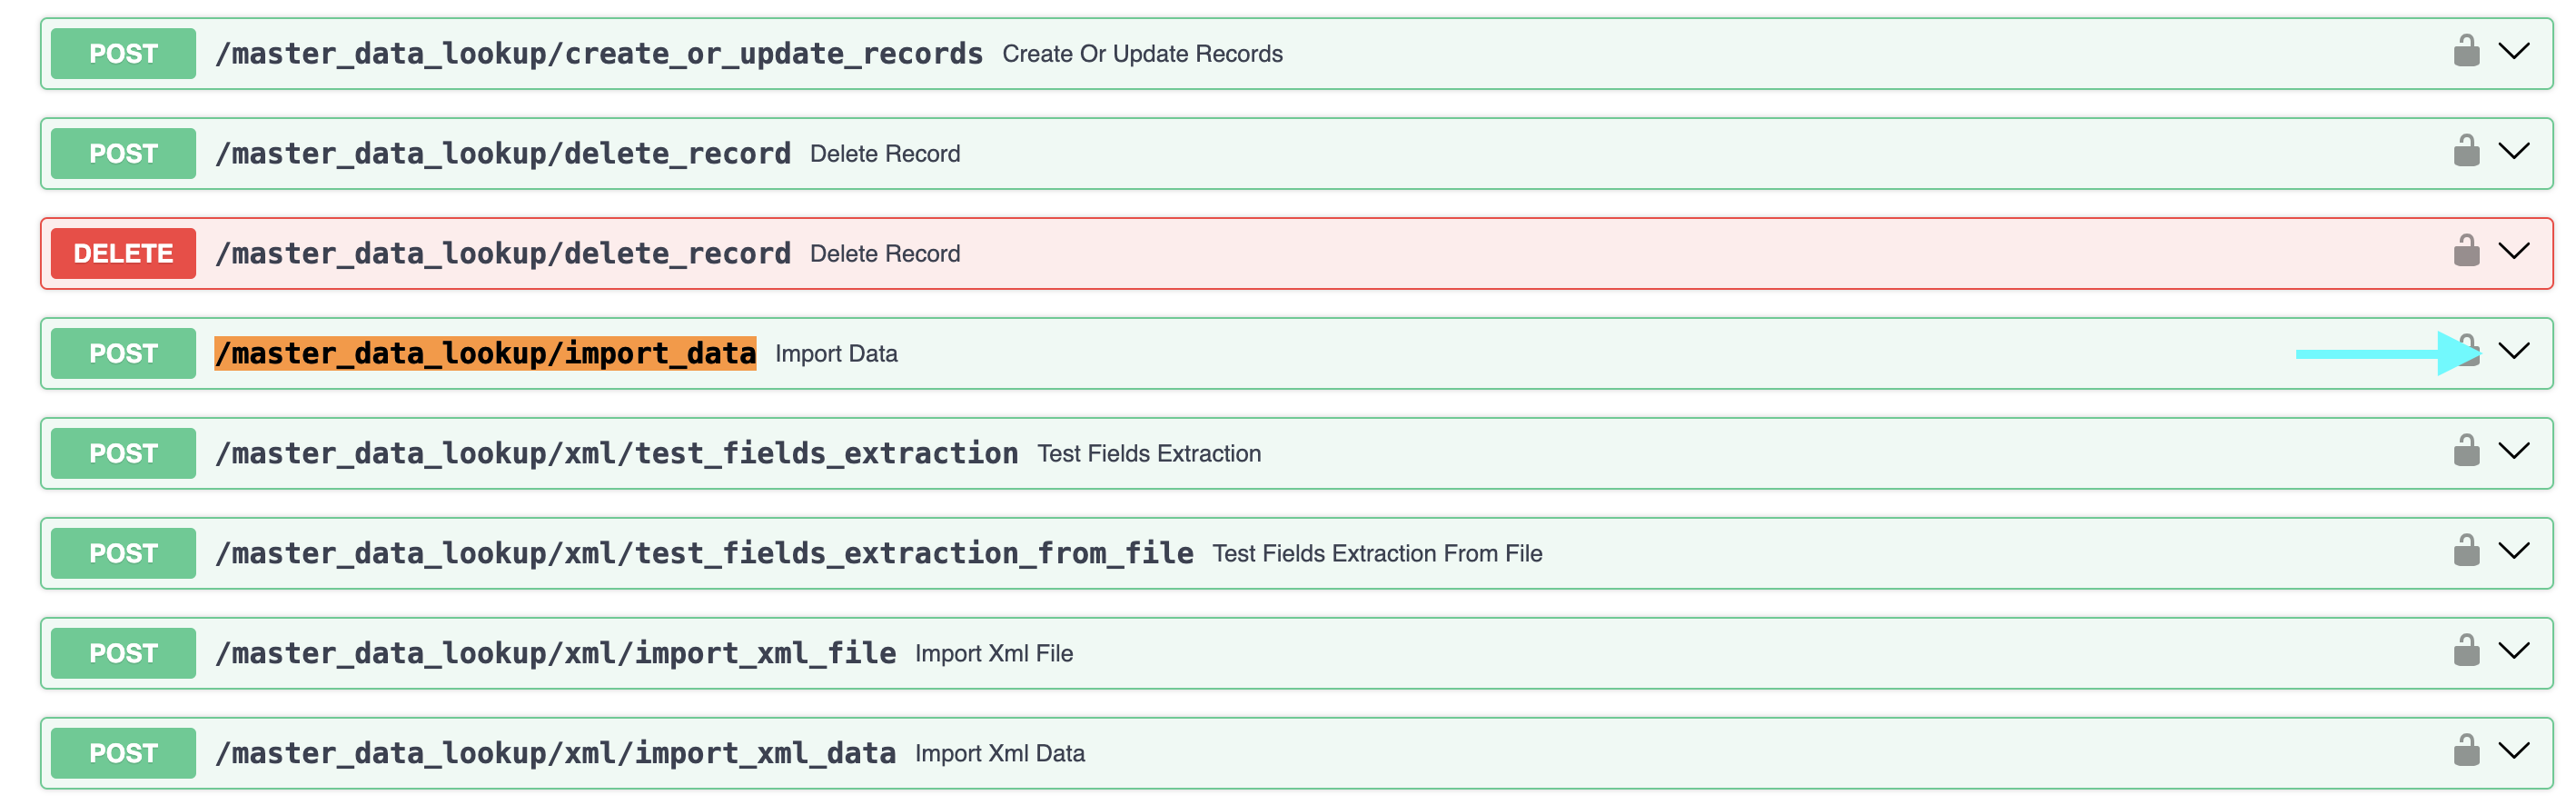 POST /master_data_lookup/create_or_update_records Create Or Update Records
POST /master_data_lookup/delete_record Delete Record
DELETE /master_data_lookup/delete_record Delete Record
POST /master_data_lookup/import_data Import Data
POST /master_data_lookup/xml/test_fields_extraction Test Fields Extraction
POST /master_data_lookup/xml/test_fields_extraction_from_file Test Fields Extraction From File
POST /master_data_lookup/xml/import_xml_file Import Xml File
POST /master_data_lookup/xml/import_xml_data Import Xml Data